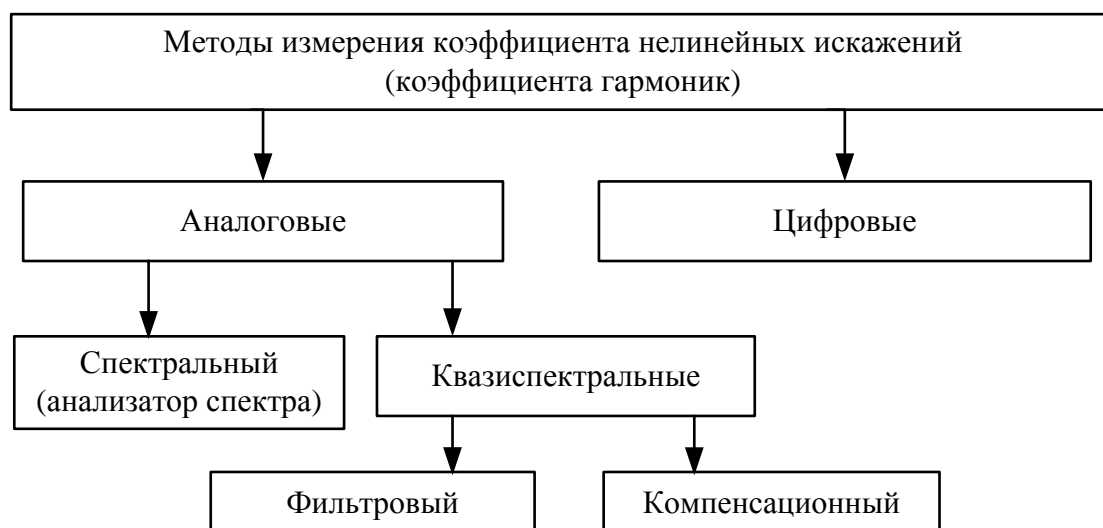 Методы измерения коэффициента нелинейных искажений
(коэффициента гармоник)
Аналоговые
Цифровые
Спектральный
(анализатор спектра)
Квазиспектральные
Фильтровый
Компенсационный